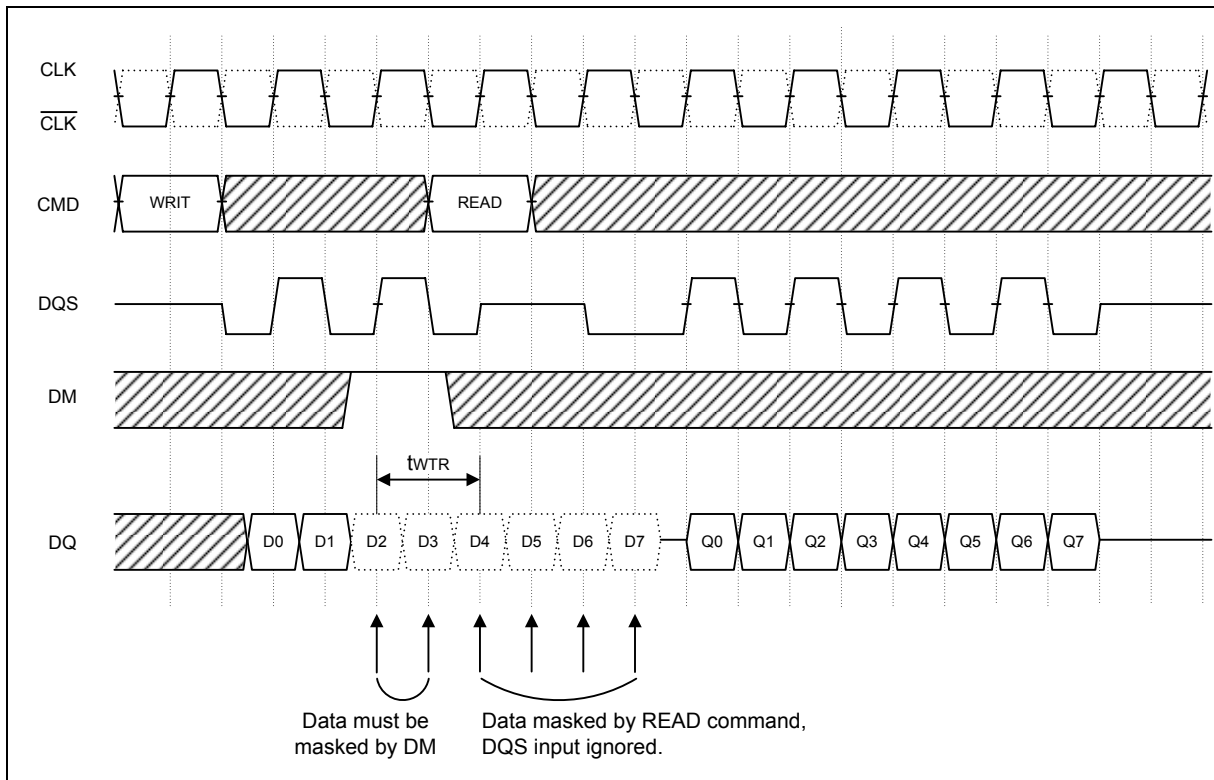 CLK
CLK
CMD
WRIT
READ
DQS
DM
tWTR
DQ
D0 D1 D2 D3 D4 D5 D6 D7 Q0 Q1 Q2 Q3 Q4 Q5 Q6 Q7
Data must be
masked by DM
Data masked by READ command,
DQS input ignored.